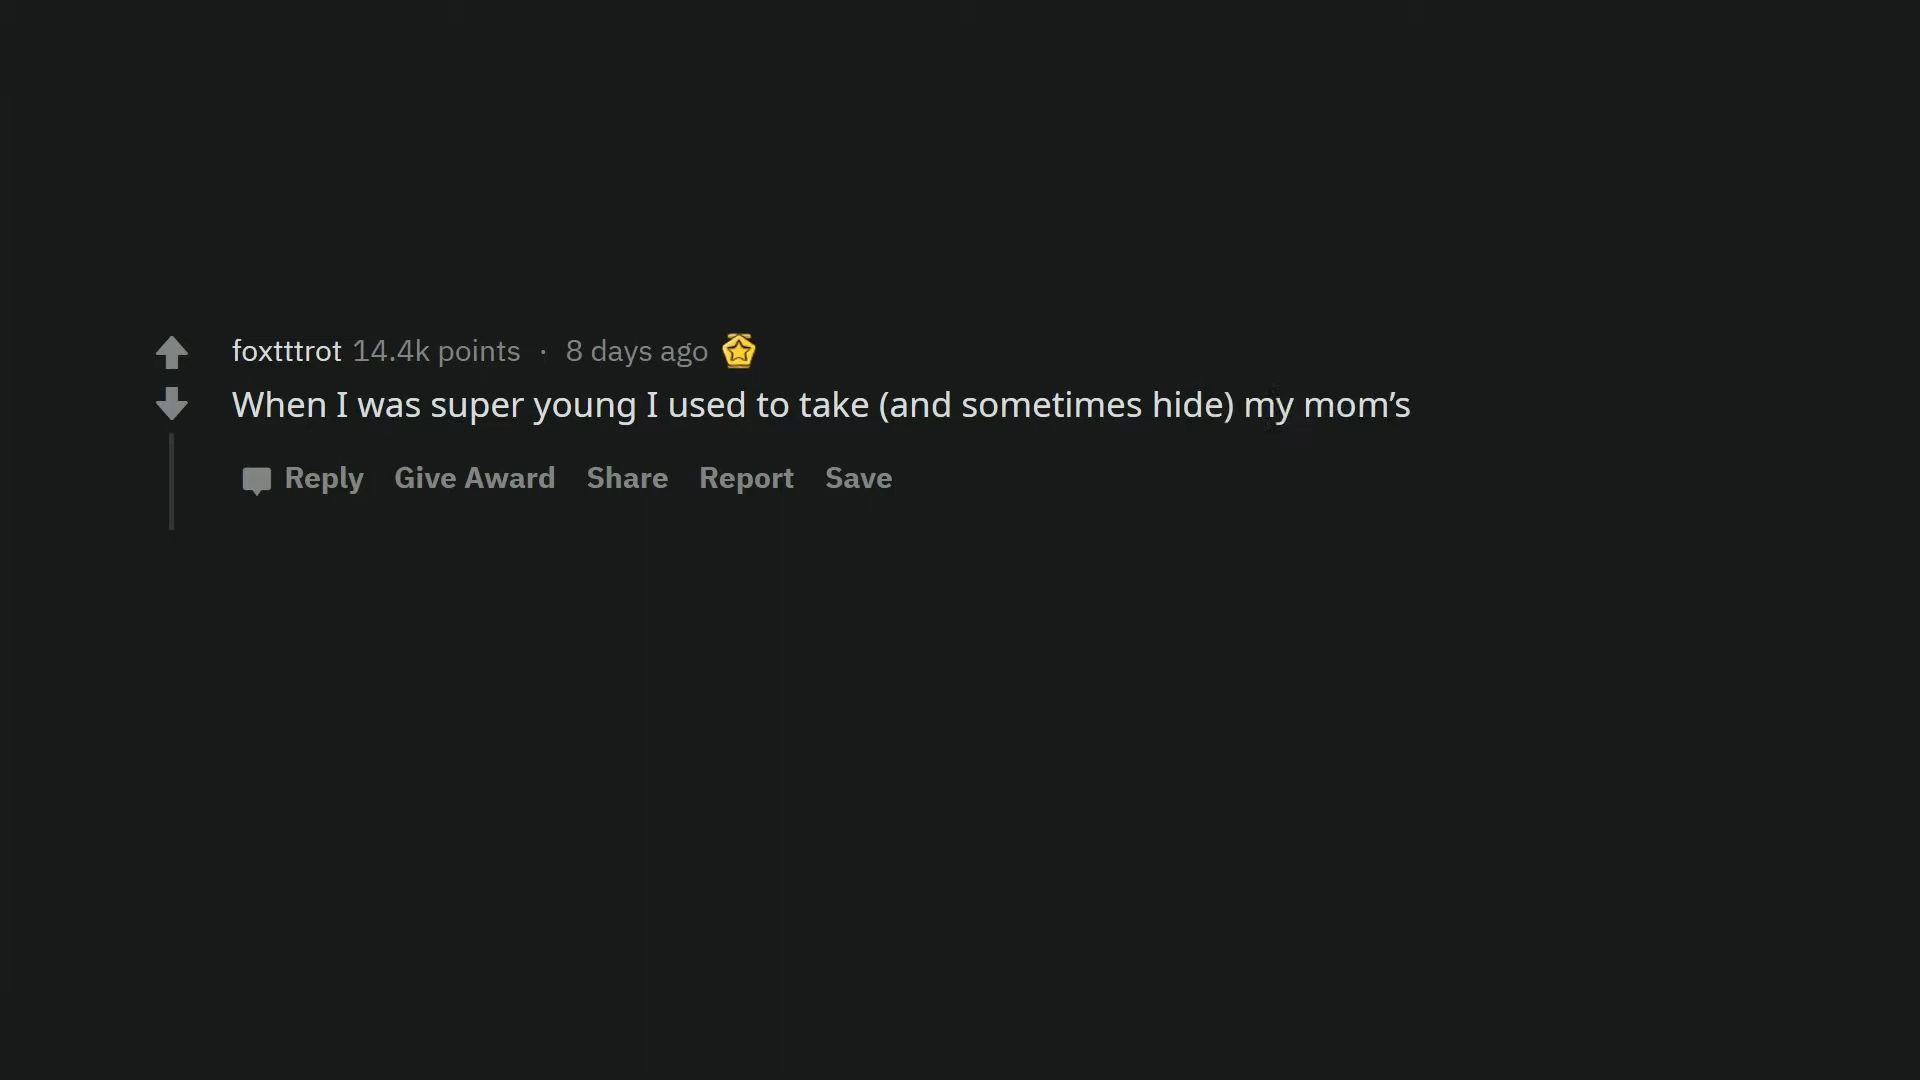 foxtttrot 14.4k points · 8 days ago
When I was super young I used to take (and sometimes hide) my mom’s
Reply Give Award Share Report Save